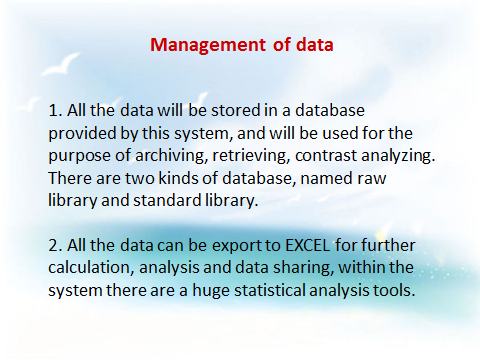 Management of data
1. All the data will be stored in a database
provided by this system, and will be used for the
purpose of archiving, retrieving, contrast analyzing.
There are two kinds of database, named raw
library and standard library.
2. All the data can be export to EXCEL for further
calculation, analysis and data sharing, within the
system there are a huge statistical analysis tools.